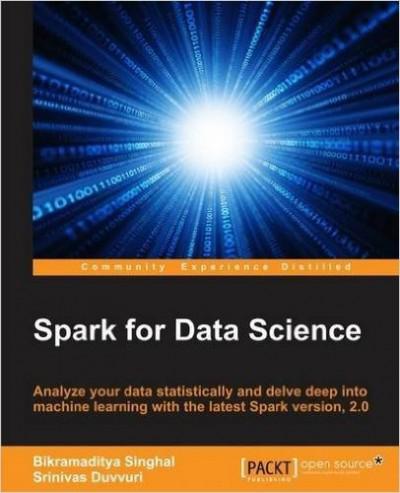 Community Experience Distilled
Spark for Data Science
Analyze your data statistically and delve deep into
machine learning with the latest Spark version, 2.0
Bikramaditya Singhal
Srinivas Duvvuri
[PACKT] open source*
PUBLISHING